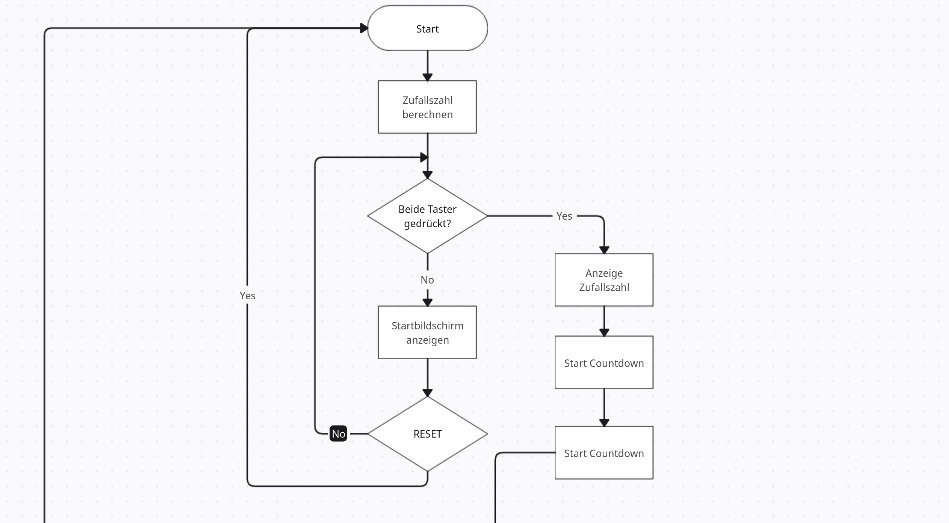 Start
Zufallszahl
berechnen
Beide Taster
gedrückt?
Yes
No
Anzeige
Zufallszahl
Yes
Startbildschirm
anzeigen
Start Countdown
No
RESET
Start Countdown